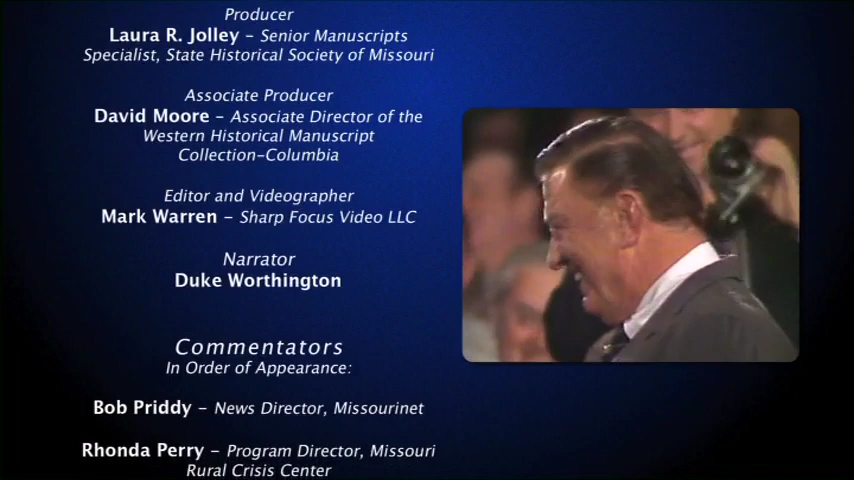 Producer
Laura R. Jolley – Senior Manuscripts
Specialist, State Historical Society of Missouri
Associate Producer
David Moore – Associate Director of the
Western Historical Manuscript
Collection–Columbia
Editor and Videographer
Mark Warren – Sharp Focus Video LLC
Narrator
Duke Worthington
Commentators
In Order of Appearance:
Bob Priddy – News Director, Missourinet
Rhonda Perry – Program Director, Missouri
Rural Crisis Center